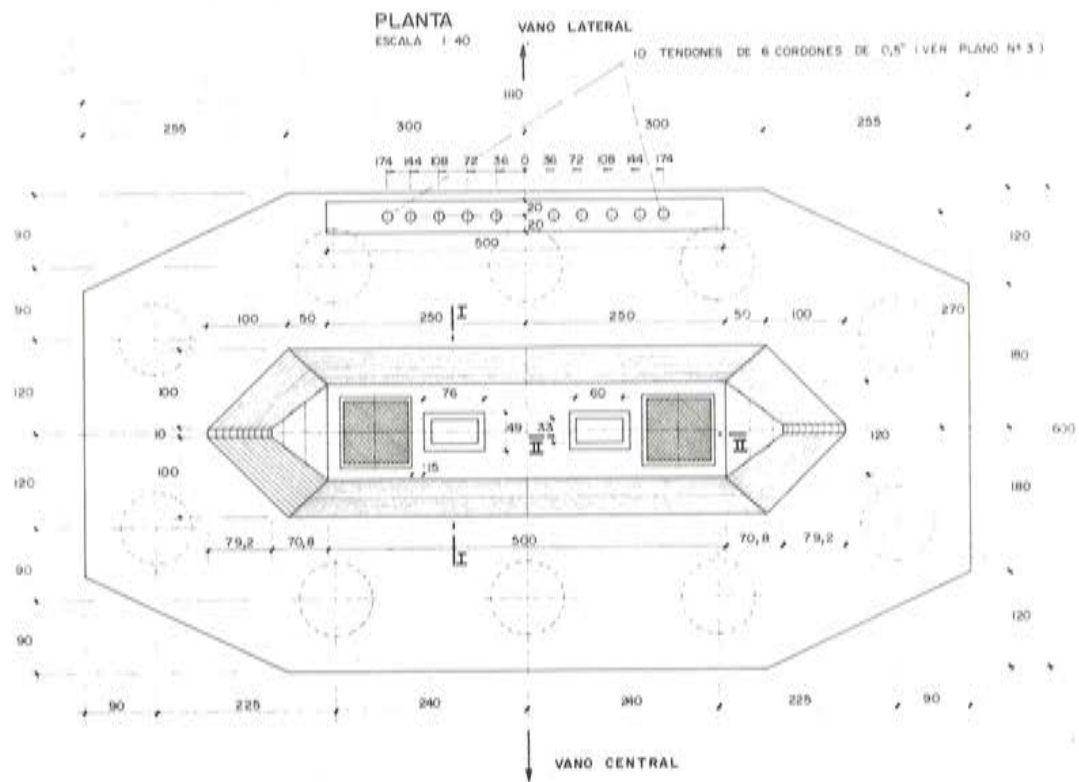 PLANTA
ESCALA 1:40
VANO LATERAL
10 TENDONES DE 6 CORDONES DE 0,5" (VER PLANO Nº 3)
1110
255 300 300 255
174 144 108 72 36 0 36 72 108 144 174
20
20
500
90 120
90 270
100 50 250 I 250 50 100
180
100 76 60
120 10 49 33 II II 120 600
100 15
120 180
79,2 70,8 I 500 70,8 79,2
90 120
90
90 225 240 240 225 90
VANO CENTRAL